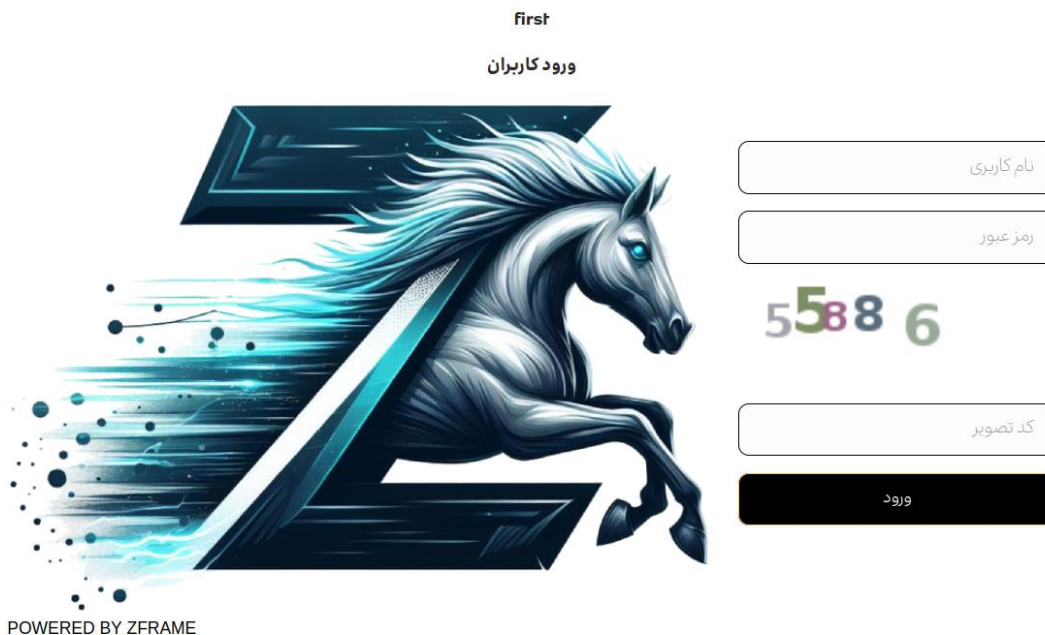 first
ورود کاربران
نام کاربری
رمز عبور
55886
کد تصویر
ورود
POWERED BY ZFRAME